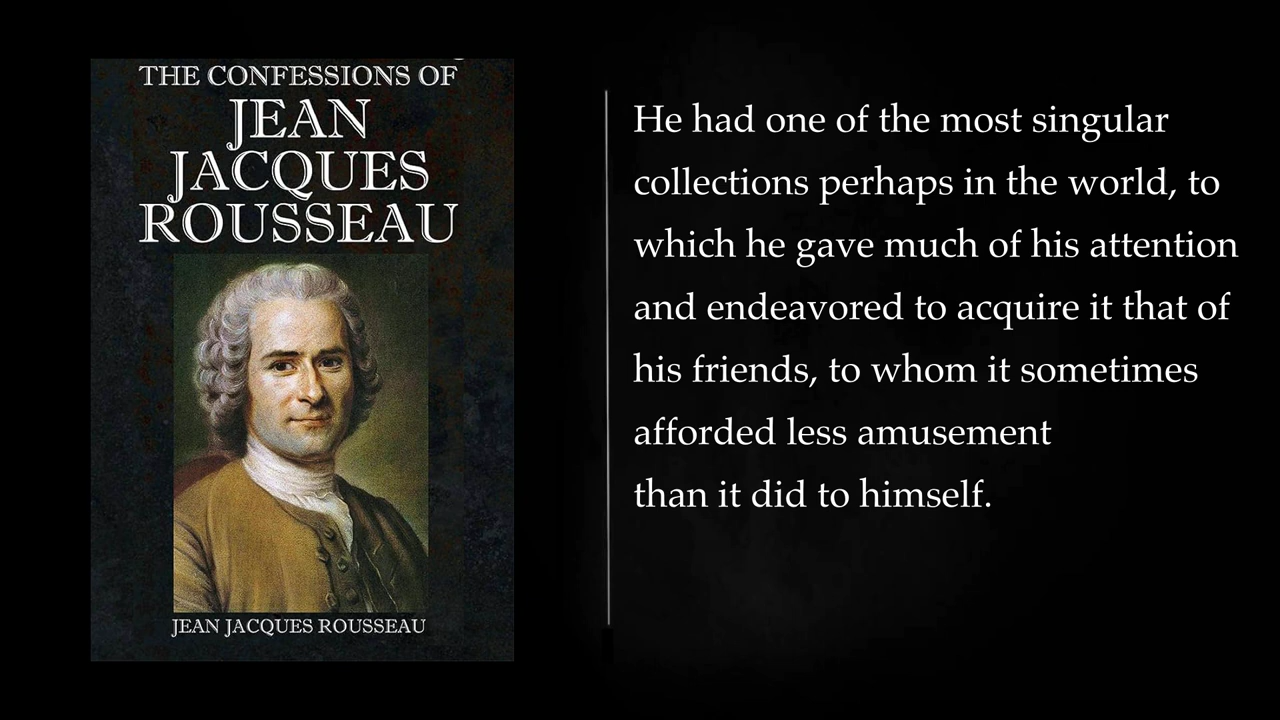 THE CONFESSIONS OF
JEAN
JACQUES
ROUSSEAU
JEAN JACQUES ROUSSEAU
He had one of the most singular
collections perhaps in the world, to
which he gave much of his attention
and endeavored to acquire it that of
his friends, to whom it sometimes
afforded less amusement
than it did to himself.